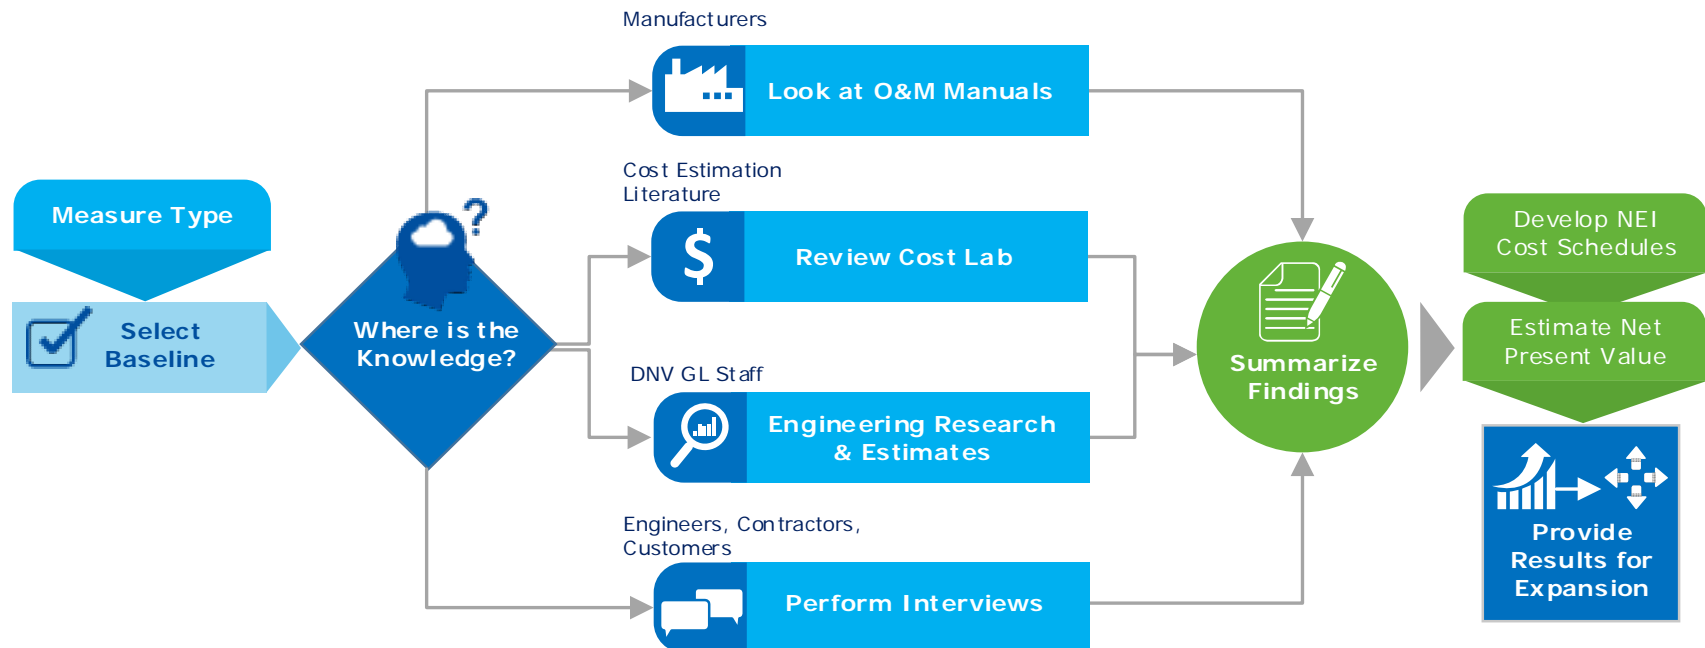 Measure Type
Select
Baseline
Where is the
Knowledge?
Manufacturers
Look at O&M Manuals
Cost Estimation
Literature
$
Review Cost Lab
DNV GL Staff
Engineering Research
& Estimates
Engineers, Contractors,
Customers
Perform Interviews
Summarize
Findings
Develop NEI
Cost Schedules
Estimate Net
Present Value
Provide
Results for
Expansion